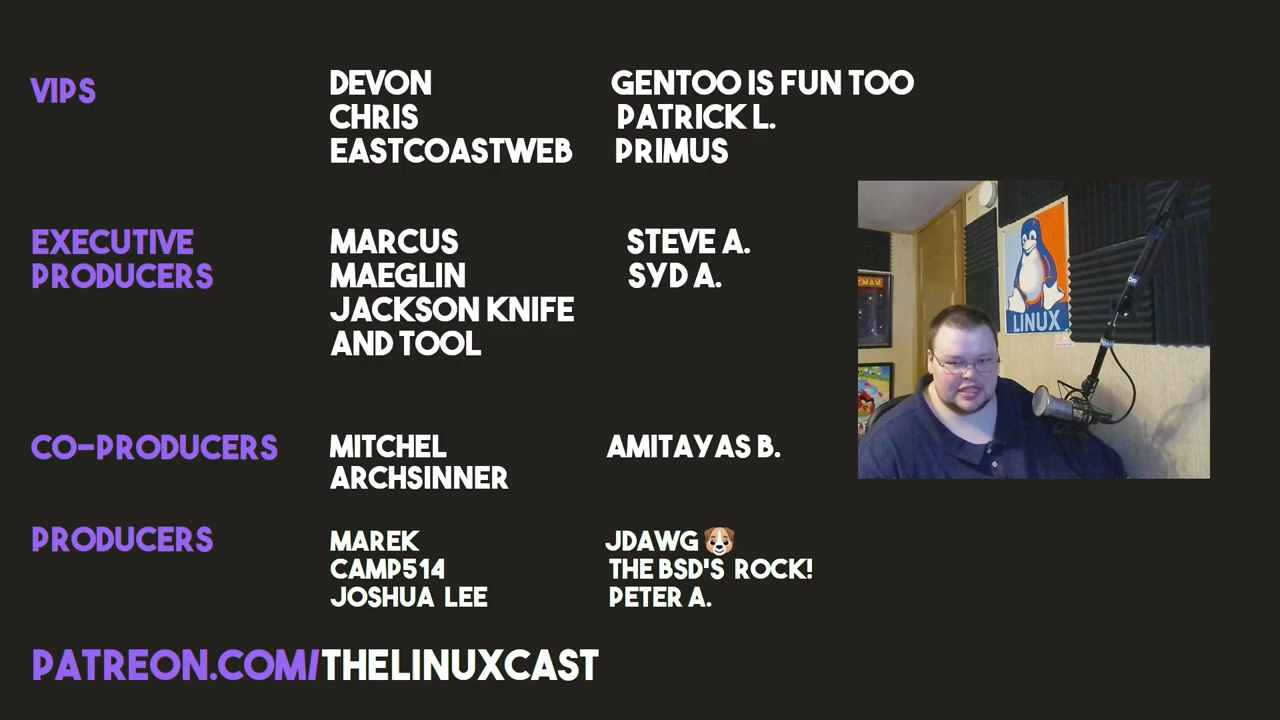 VIPS
DEVON
GENTOO IS FUN TOO
CHRIS
PATRICK L.
EASTCOASTWEB
PRIMUS
EXECUTIVE
PRODUCERS
MARCUS
STEVE A.
MAEGLIN
SYD A.
JACKSON KNIFE
AND TOOL
LINUX
CO-PRODUCERS
MITCHEL
AMITAYAS B.
ARCHSINNER
PRODUCERS
MAREK
JDAWG 🐶
CAMP514
THE BSD'S ROCK!
JOSHUA LEE
PETER A.
PATREON.COM/THELINUXCAST